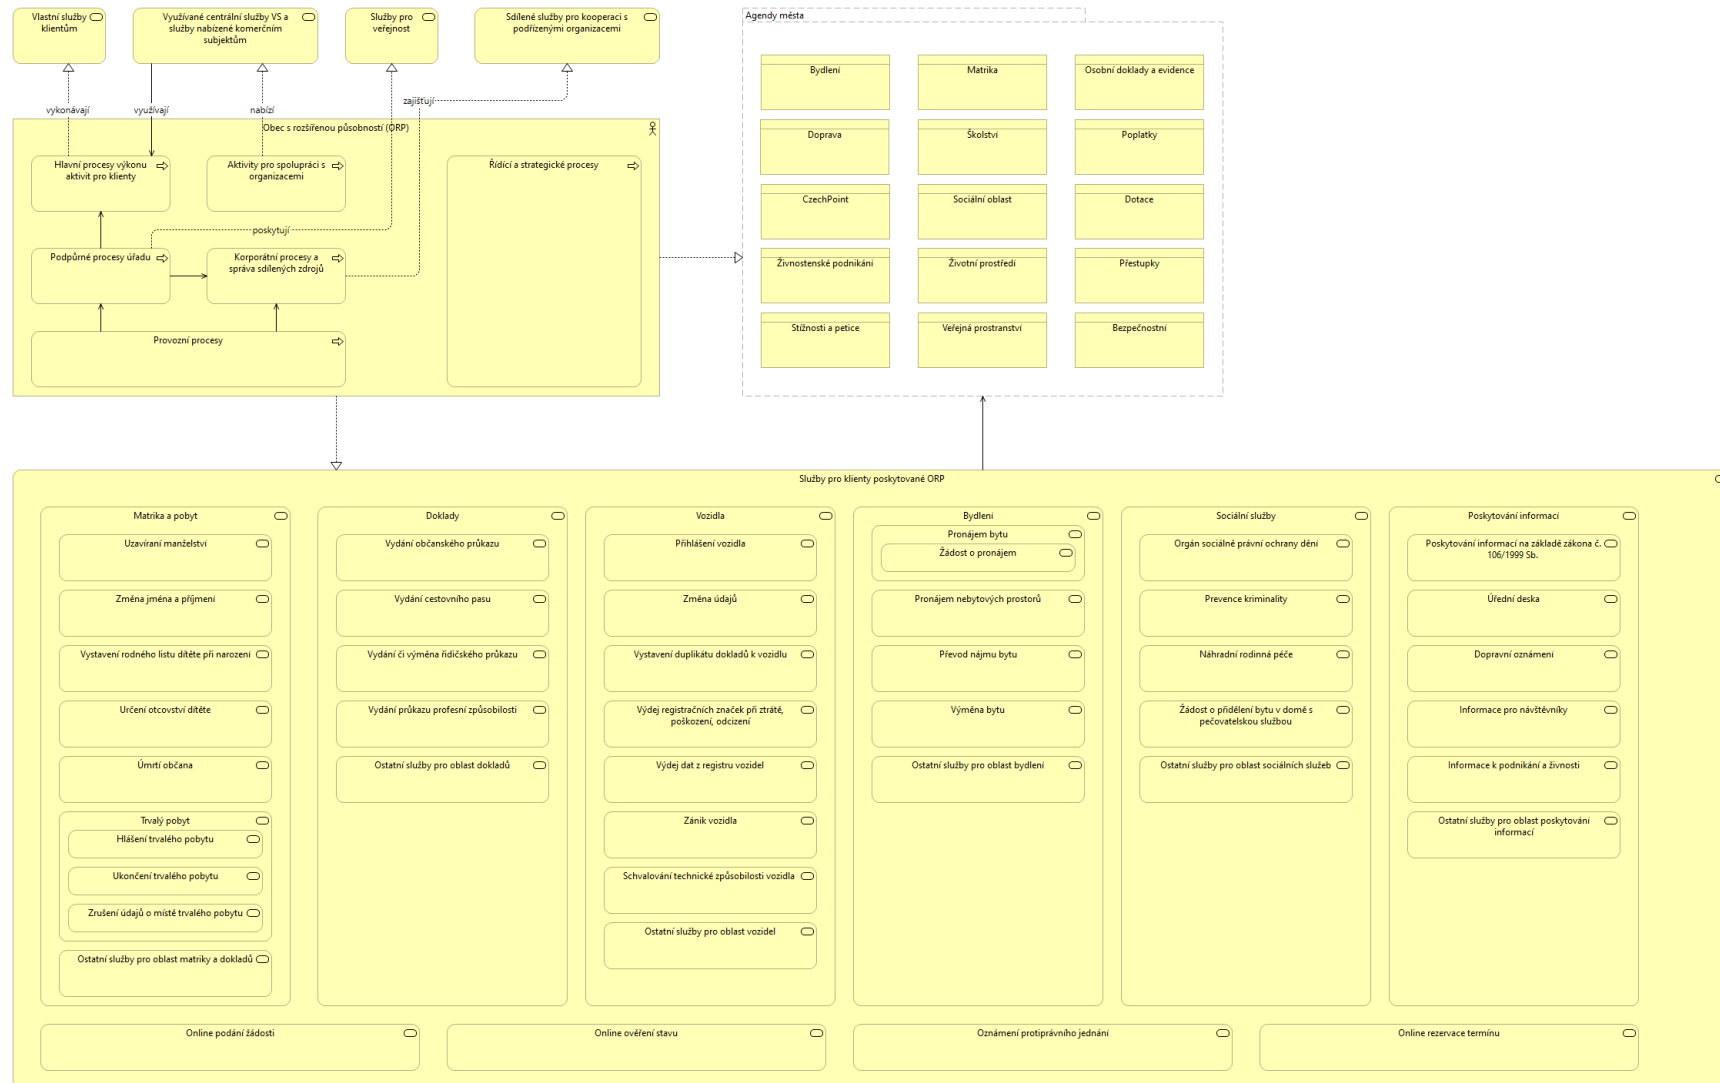 Vlastní služby
klientům
Využívané centrální služby VS a
služby nabízené komerčním
subjektům
Služby pro
veřejnost
Sdílené služby pro kooperaci s
podřízenými organizacemi
Agendy města
vykonávají
využívají
nabízí
zajišťují
Obec s rozšířenou působností (ORP)
Hlavní procesy výkonu
aktivit pro klienty
Aktivity pro spolupráci s
organizacemi
Řídící a strategické procesy
poskytují
Podpůrné procesy úřadu
Korporátní procesy a
správa sdílených zdrojů
Provozní procesy
Bydlení
Matrika
Osobní doklady a evidence
Doprava
Školství
Poplatky
CzechPoint
Sociální oblast
Dotace
Živnostenské podnikání
Životní prostředí
Přestupky
Stížnosti a petice
Veřejná prostranství
Bezpečnostní
Služby pro klienty poskytované ORP
Matrika a pobyt
Uzavíraní manželství
Změna jména a příjmení
Vystavení rodného listu dítěte při narození
Určení otcovství dítěte
Úmrtí občana
Trvalý pobyt
Hlášení trvalého pobytu
Ukončení trvalého pobytu
Zrušení údajů o místě trvalého pobytu
Ostatní služby pro oblast matriky a dokladů
Doklady
Vydání občanského průkazu
Vydání cestovního pasu
Vydání či výměna řidičského průkazu
Vydání průkazu profesní způsobilosti
Ostatní služby pro oblast dokladů
Vozidla
Přihlášení vozidla
Změna údajů
Vystavení duplikátu dokladů k vozidlu
Výdej registračních značek při ztrátě,
poškození, odcizení
Výdej dat z registru vozidel
Zánik vozidla
Schvalování technické způsobilosti vozidla
Ostatní služby pro oblast vozidel
Bydlení
Pronájem bytu
Žádost o pronájem
Pronájem nebytových prostorů
Převod nájmu bytu
Výměna bytu
Ostatní služby pro oblast bydlení
Sociální služby
Orgán sociálně právní ochrany dění
Prevence kriminality
Náhradní rodinná péče
Žádost o přidělení bytu v domě s
pečovatelskou službou
Ostatní služby pro oblast sociálních služeb
Poskytování informací
Poskytování informací na základě zákona č.
106/1999 Sb.
Úřední deska
Dopravní oznámení
Informace pro návštěvníky
Informace k podnikání a živnosti
Ostatní služby pro oblast poskytování
informací
Online podání žádosti
Online ověření stavu
Oznámení protiprávního jednání
Online rezervace termínu